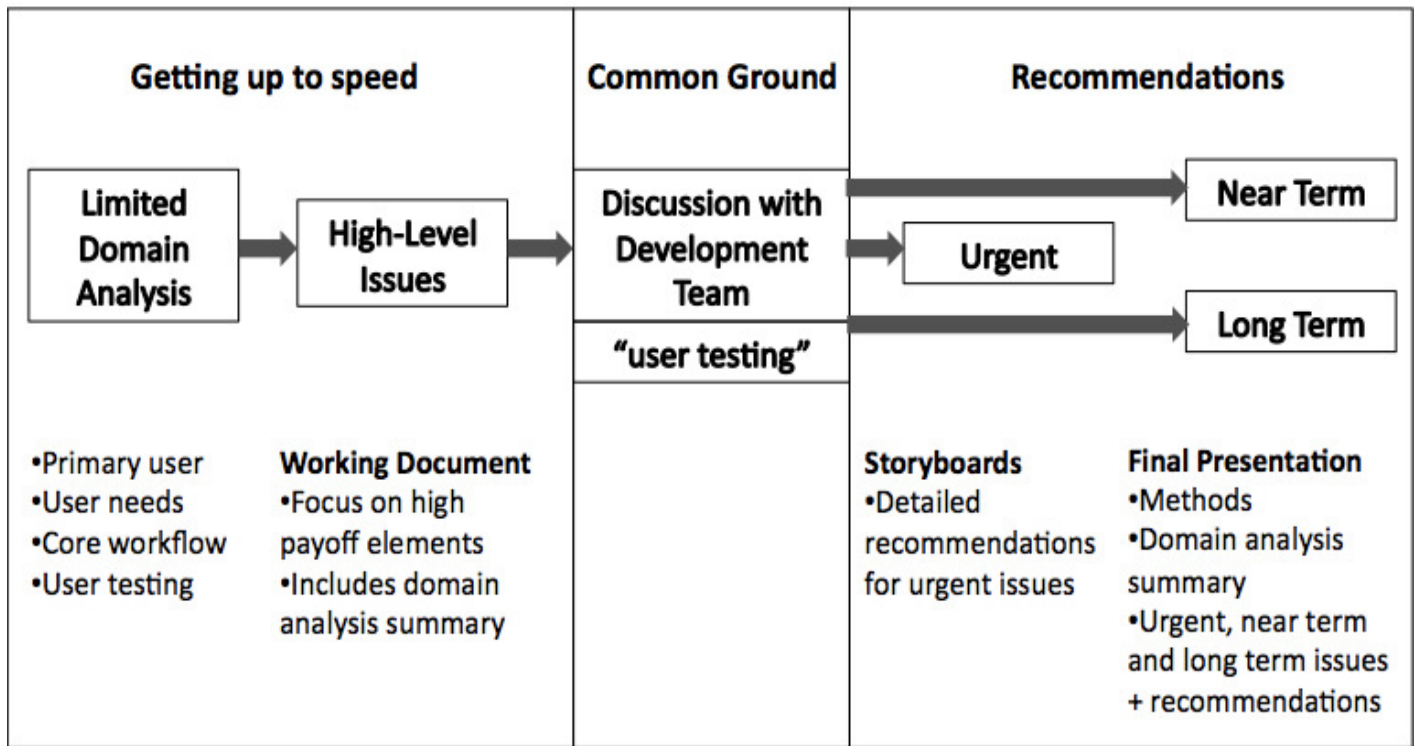 Getting up to speed
Common Ground
Recommendations
Limited
Domain
Analysis
High-Level
Issues
Discussion with
Development
Team
“user testing”
Near Term
Urgent
Long Term
•Primary user
•User needs
•Core workflow
•User testing
Working Document
•Focus on high
payoff elements
•Includes domain
analysis summary
Storyboards
•Detailed
recommendations
for urgent issues
Final Presentation
•Methods
•Domain analysis
summary
•Urgent, near term
and long term issues
+ recommendations